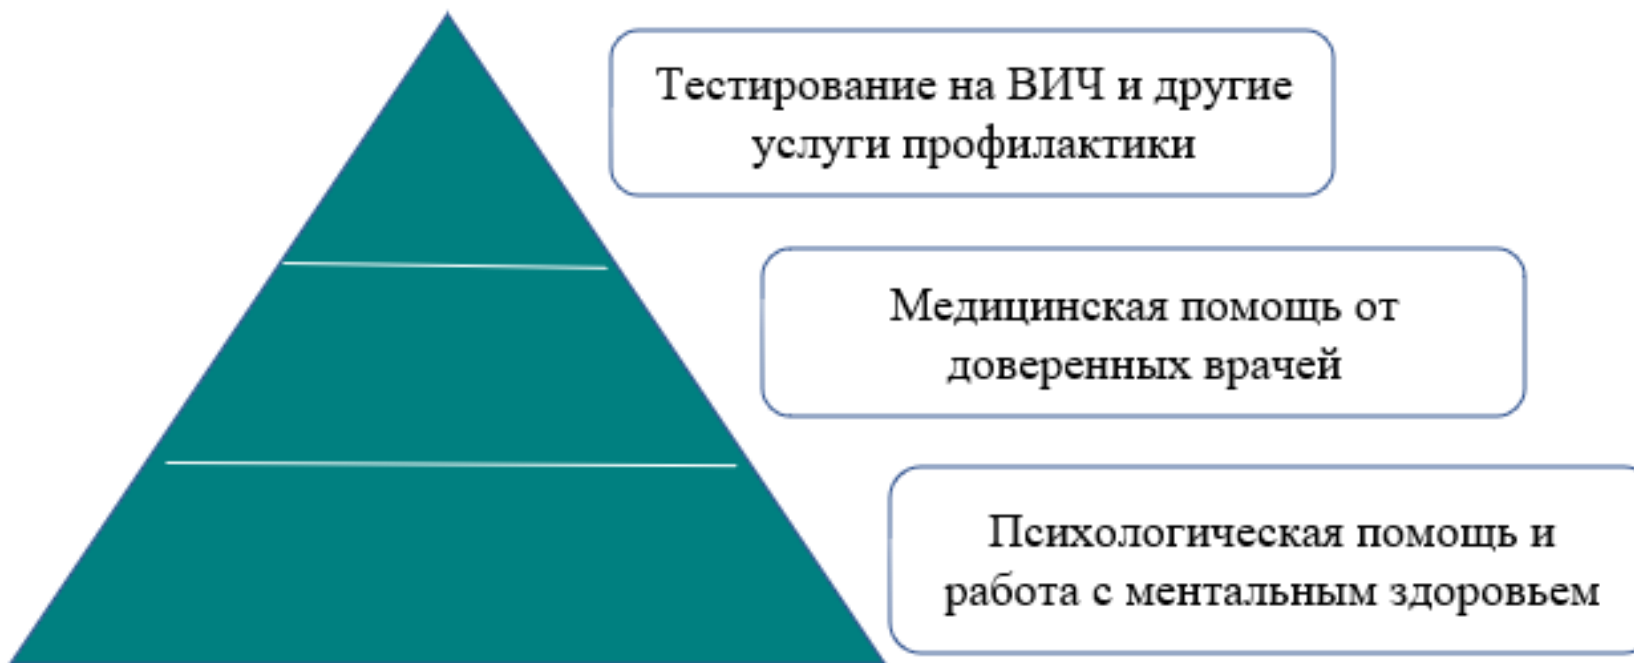 Тестирование на ВИЧ и другие
услуги профилактики
Медицинская помощь от
доверенных врачей
Психологическая помощь и
работа с ментальным здоровьем